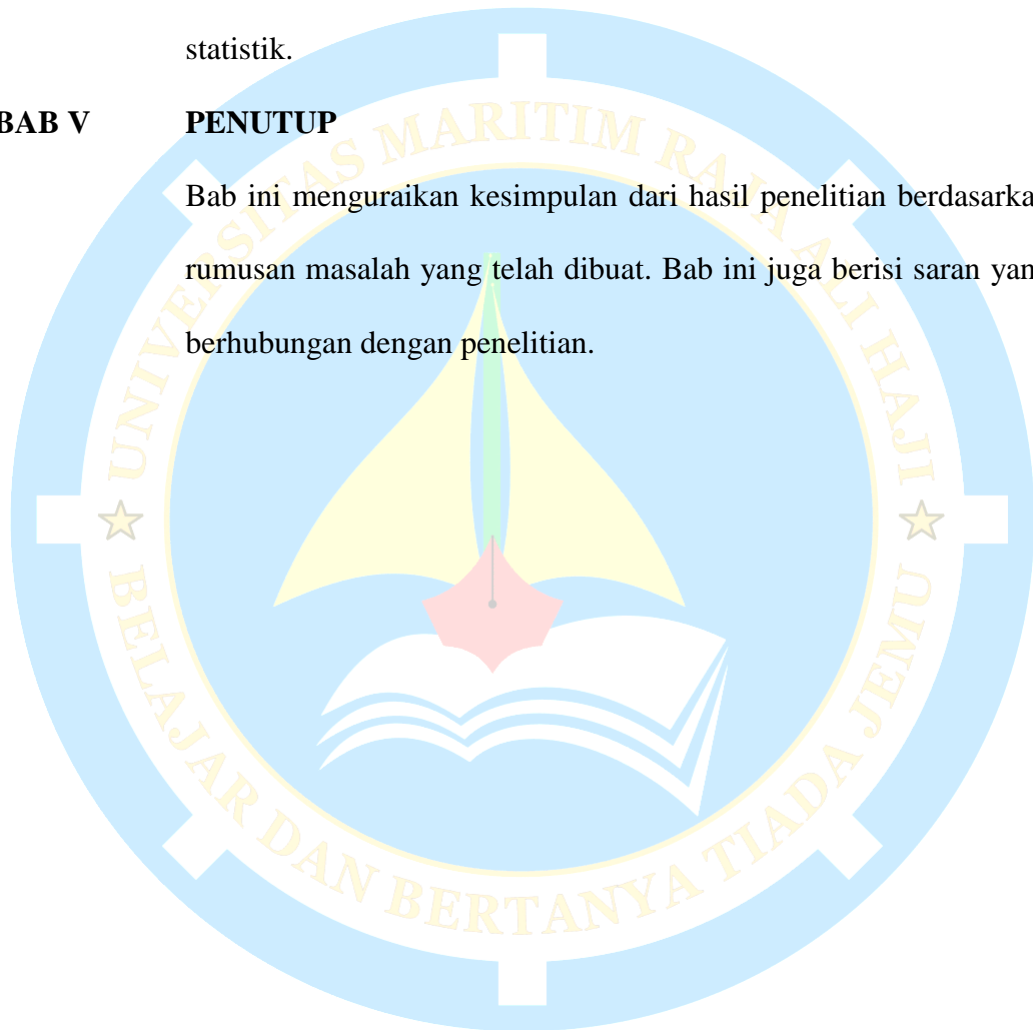 statistik.
BAB V PENUTUP
Bab ini menguraikan kesimpulan dari hasil penelitian berdasarka
rumusan masalah yang telah dibuat. Bab ini juga berisi saran yan
berhubungan dengan penelitian.
UNIVERSITAS MARITIM RAJA ALI HAJI
BELAJAR DAN BERTANYA TIADA JEMU